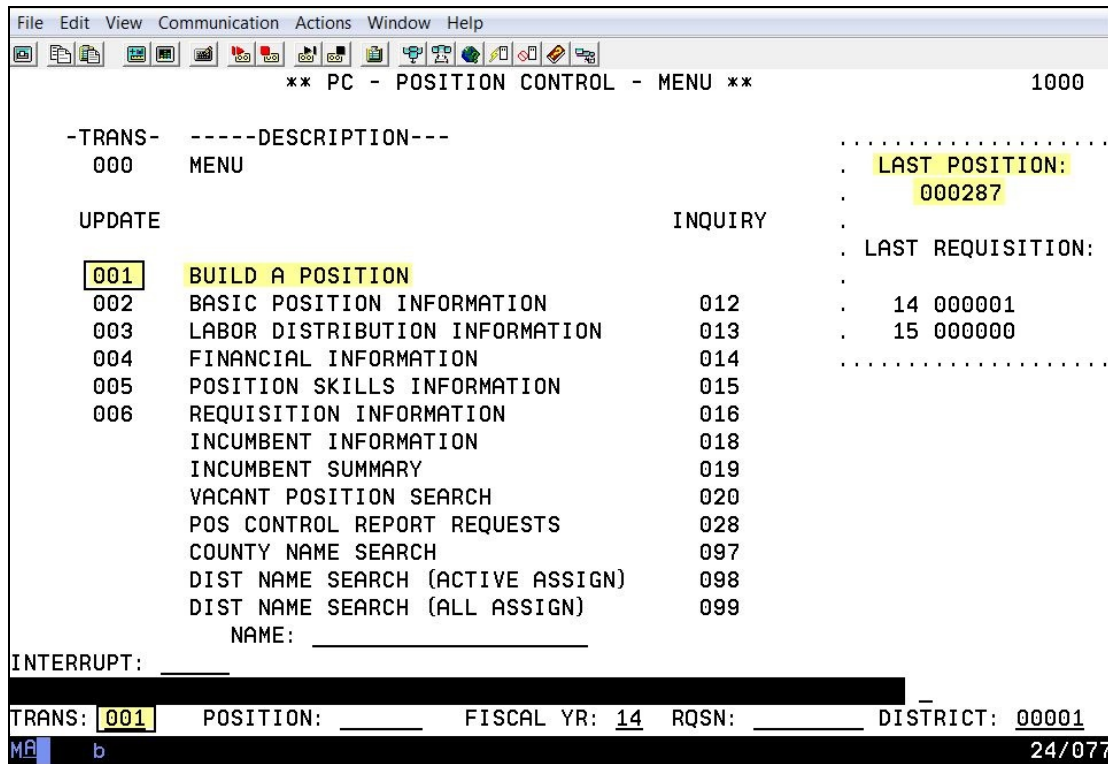 File Edit View Communication Actions Window Help
** PC - POSITION CONTROL - MENU ** 1000
-TRANS- -----DESCRIPTION---
000 MENU . LAST POSITION:
. 000287
UPDATE INQUIRY .
. LAST REQUISITION:
001 BUILD A POSITION .
002 BASIC POSITION INFORMATION 012 . 14 000001
003 LABOR DISTRIBUTION INFORMATION 013 . 15 000000
004 FINANCIAL INFORMATION 014
005 POSITION SKILLS INFORMATION 015
006 REQUISITION INFORMATION 016
INCUMBENT INFORMATION 018
INCUMBENT SUMMARY 019
VACANT POSITION SEARCH 020
POS CONTROL REPORT REQUESTS 028
COUNTY NAME SEARCH 097
DIST NAME SEARCH (ACTIVE ASSIGN) 098
DIST NAME SEARCH (ALL ASSIGN) 099
NAME: ____________________
INTERRUPT: _____
TRANS: 001 POSITION: ______ FISCAL YR: 14 RQSN: ________ DISTRICT: 00001
MA b 24/077